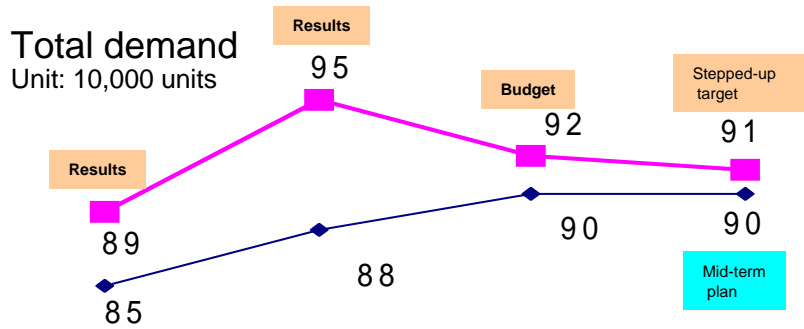 Total demand
Unit: 10,000 units
Results
95
Budget
92
Stepped-up
target
91
Results
89
88
90
90
85
Mid-term
plan